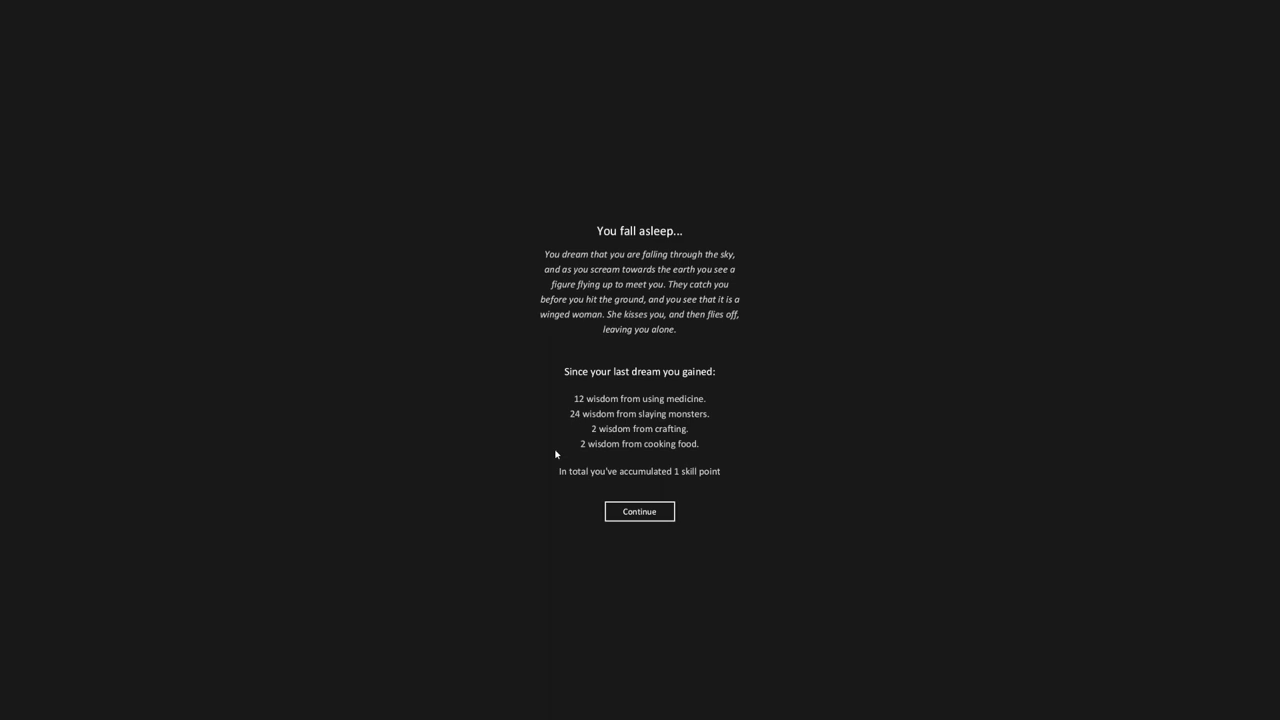 You fall asleep...
You dream that you are falling through the sky,
and as you scream towards the earth you see a
figure flying up to meet you. They catch you
before you hit the ground, and you see that it is a
winged woman. She kisses you, and then flies off,
leaving you alone.
Since your last dream you gained:
12 wisdom from using medicine.
24 wisdom from slaying monsters.
2 wisdom from crafting.
2 wisdom from cooking food.
In total you've accumulated 1 skill point
Continue